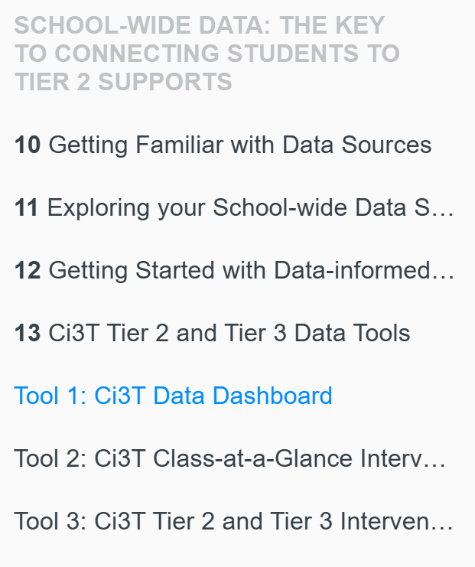 SCHOOL-WIDE DATA: THE KEY
TO CONNECTING STUDENTS TO
TIER 2 SUPPORTS
10 Getting Familiar with Data Sources
11 Exploring your School-wide Data S...
12 Getting Started with Data-informed...
13 Ci3T Tier 2 and Tier 3 Data Tools
Tool 1: Ci3T Data Dashboard
Tool 2: Ci3T Class-at-a-Glance Interv...
Tool 3: Ci3T Tier 2 and Tier 3 Interven...